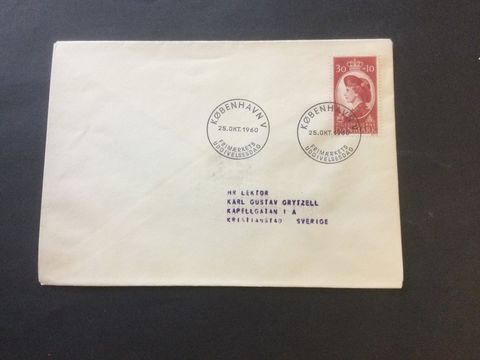 30+10
DANMARK
KØBENHAVN V
25.OKT.1960
FRIMÆRKETS
UDGIVELSESDAG
KØBENHAVN V
25.OKT.1960
FRIMÆRKETS
UDGIVELSESDAG
HR LEKTOR
KARL GUSTAV GRYTZELL
KAPELLGATAN 1 A
KRISTIANSTAD SVERIGE